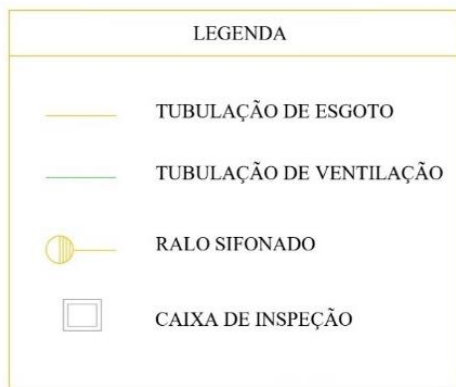 LEGENDA
TUBULAÇÃO DE ESGOTO
TUBULAÇÃO DE VENTILAÇÃO
RALO SIFONADO
CAIXA DE INSPEÇÃO